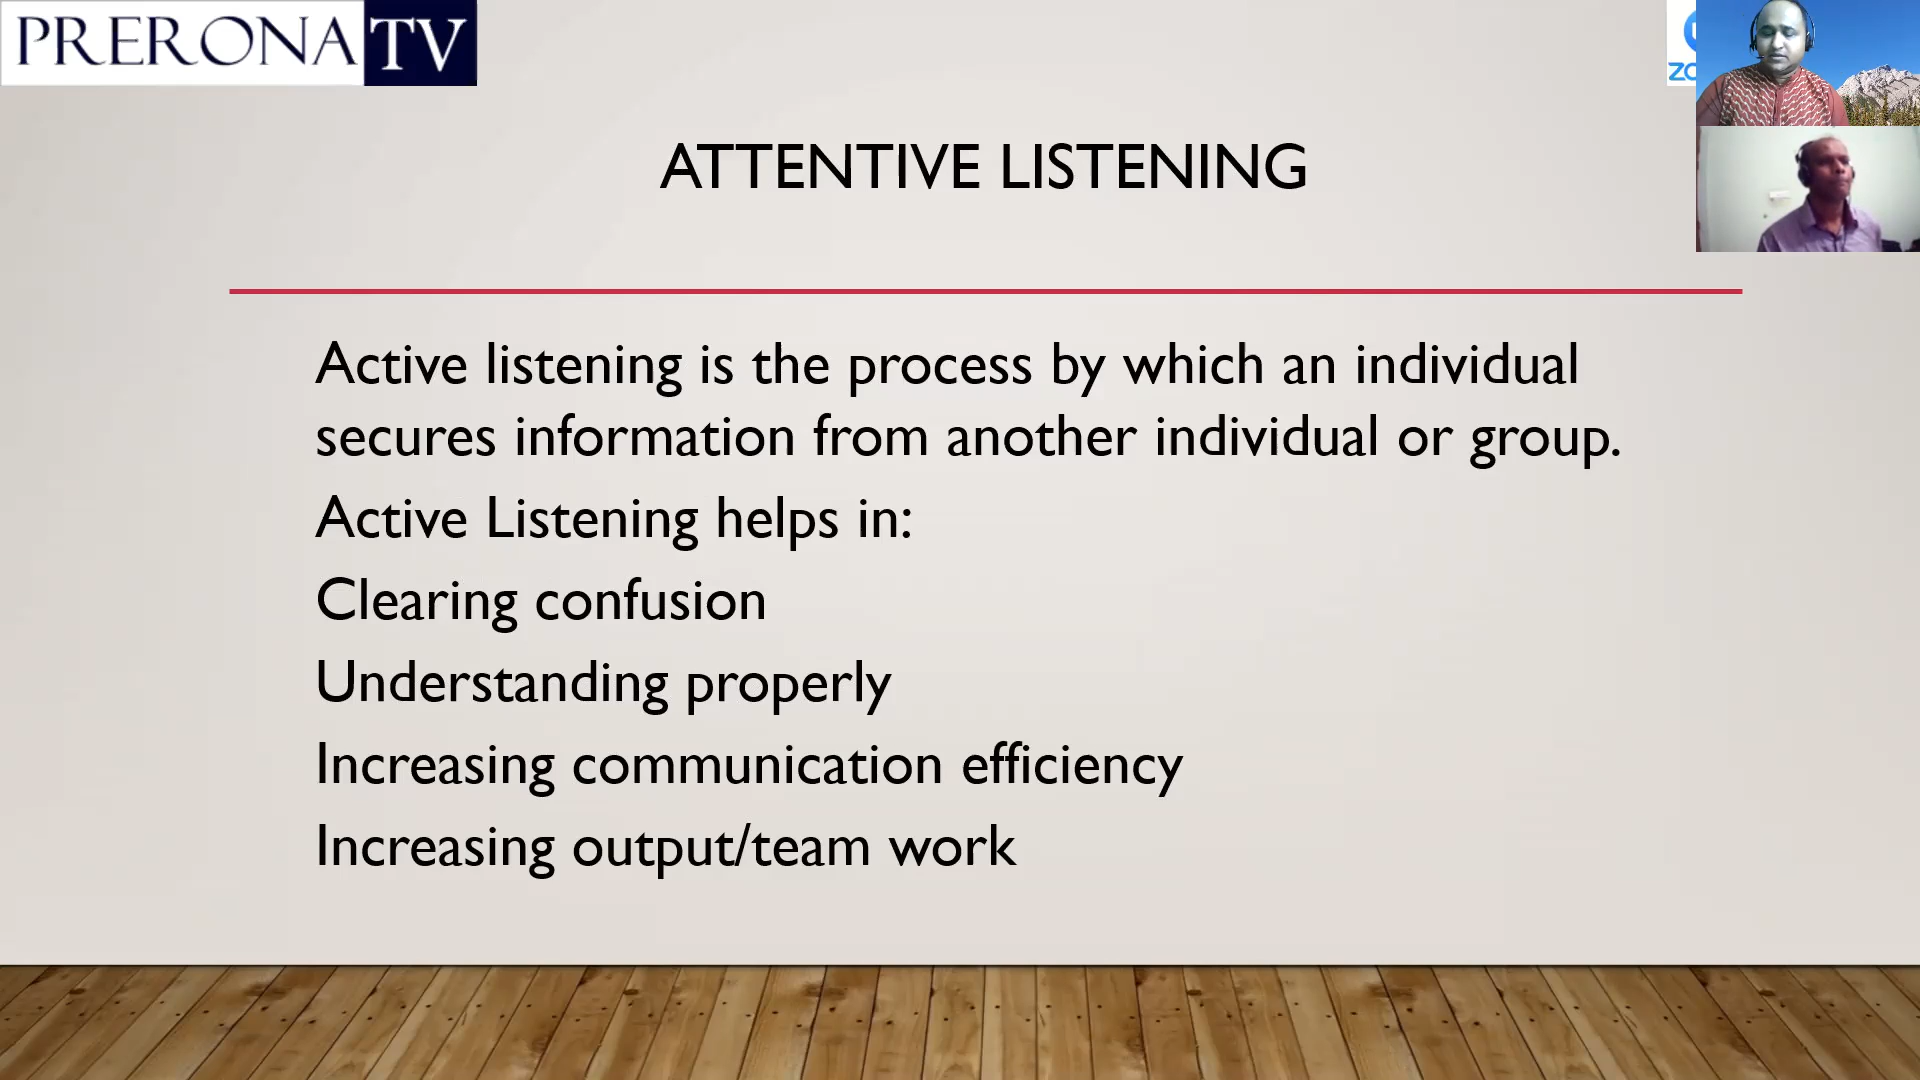 PRERONA TV
ATTENTIVE LISTENING
Active listening is the process by which an individual
secures information from another individual or group.
Active Listening helps in:
Clearing confusion
Understanding properly
Increasing communication efficiency
Increasing output/team work